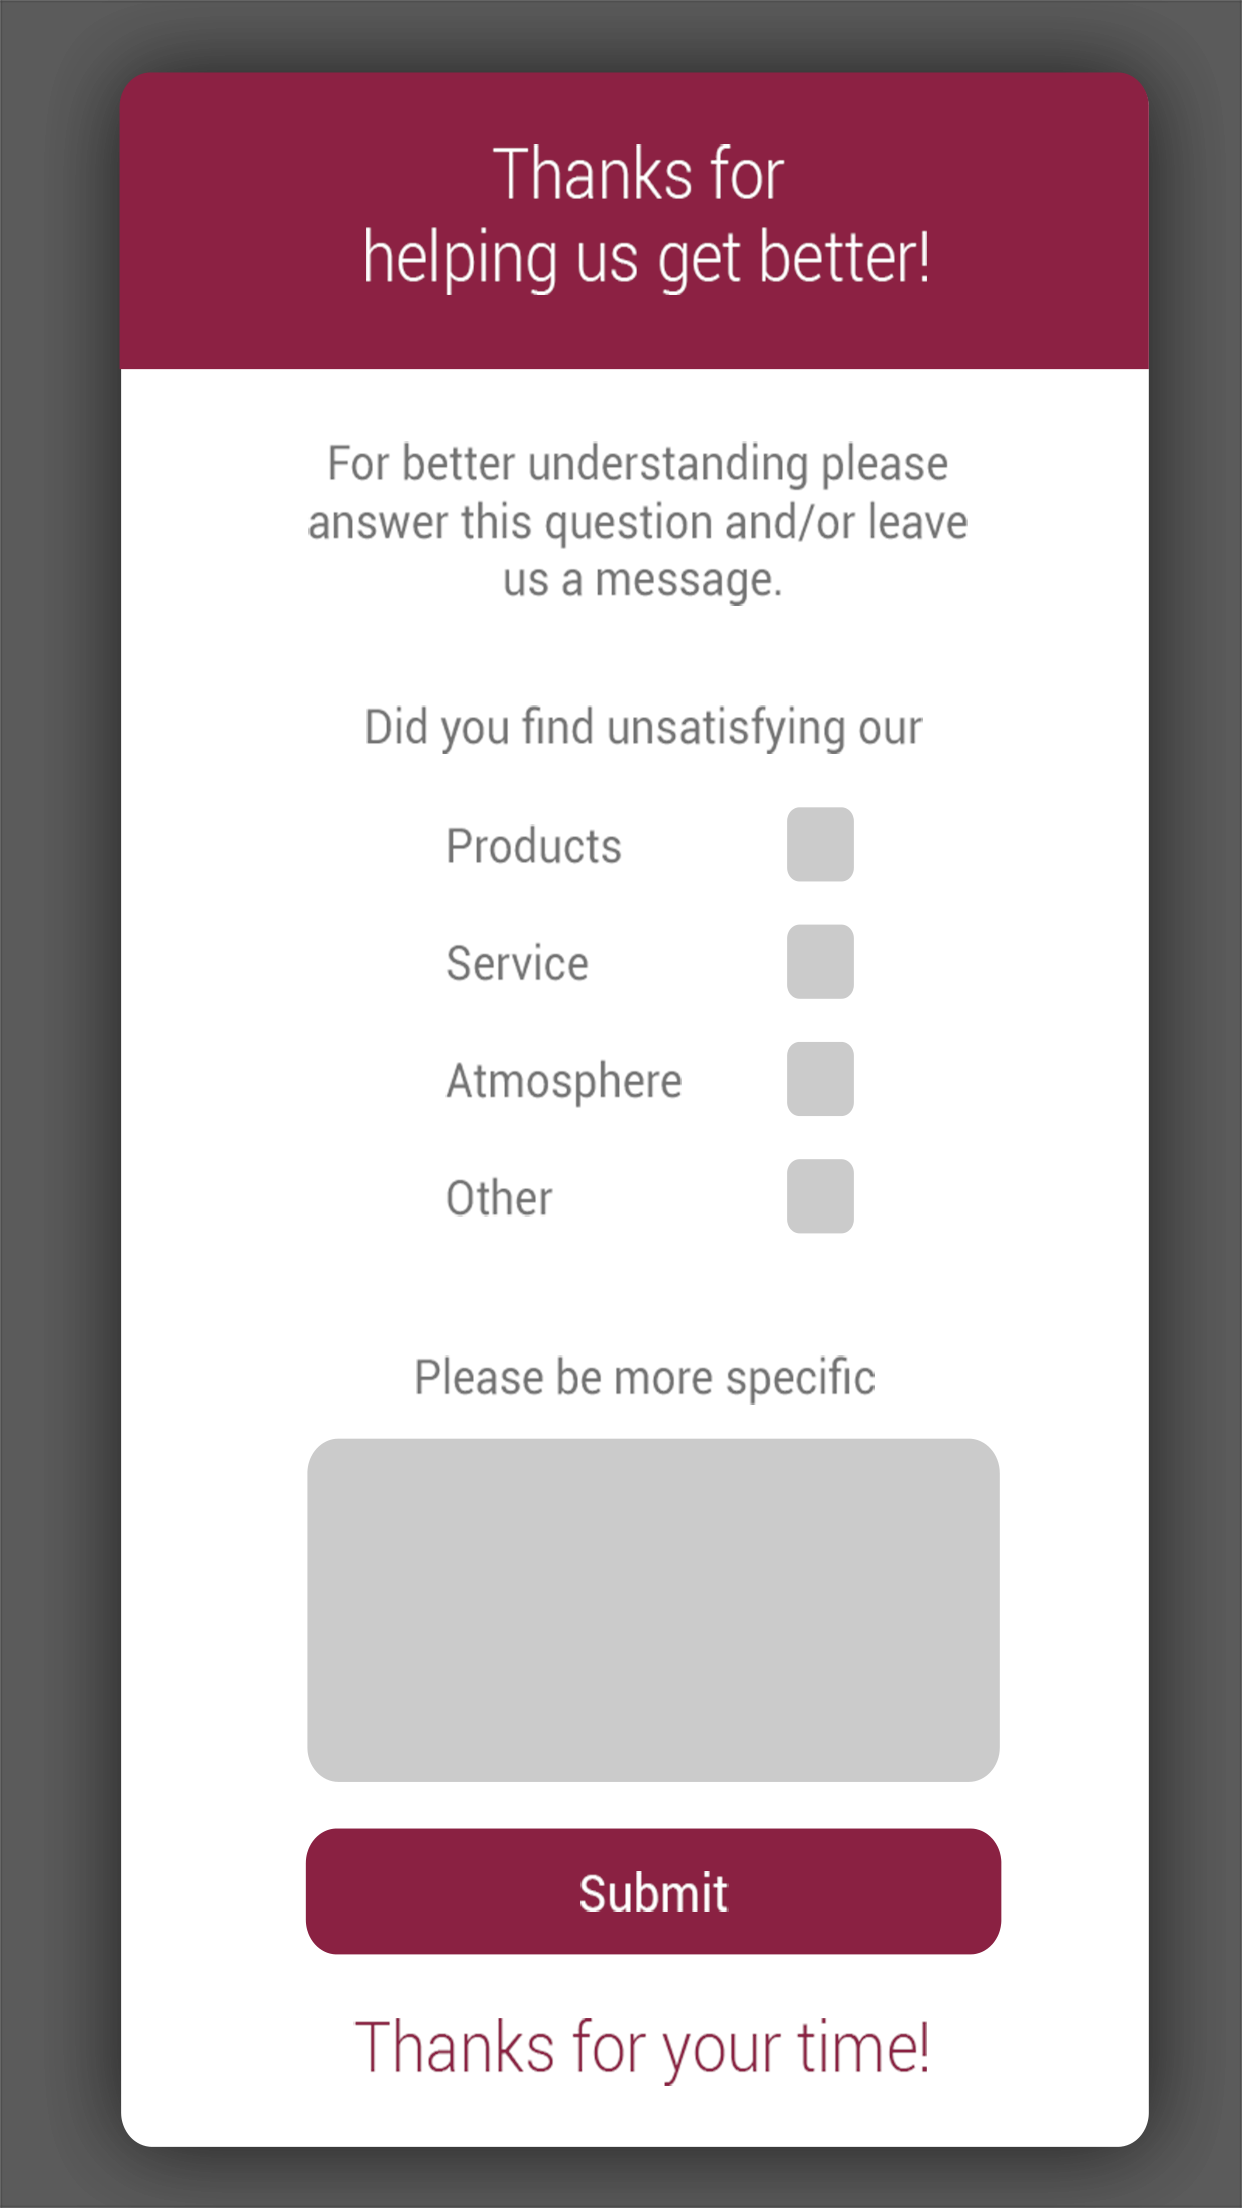 Thanks for
helping us get better!
For better understanding please
answer this question and/or leave
us a message.
Did you find unsatisfying our
Products
Service
Atmosphere
Other
Please be more specific
Submit
Thanks for your time!